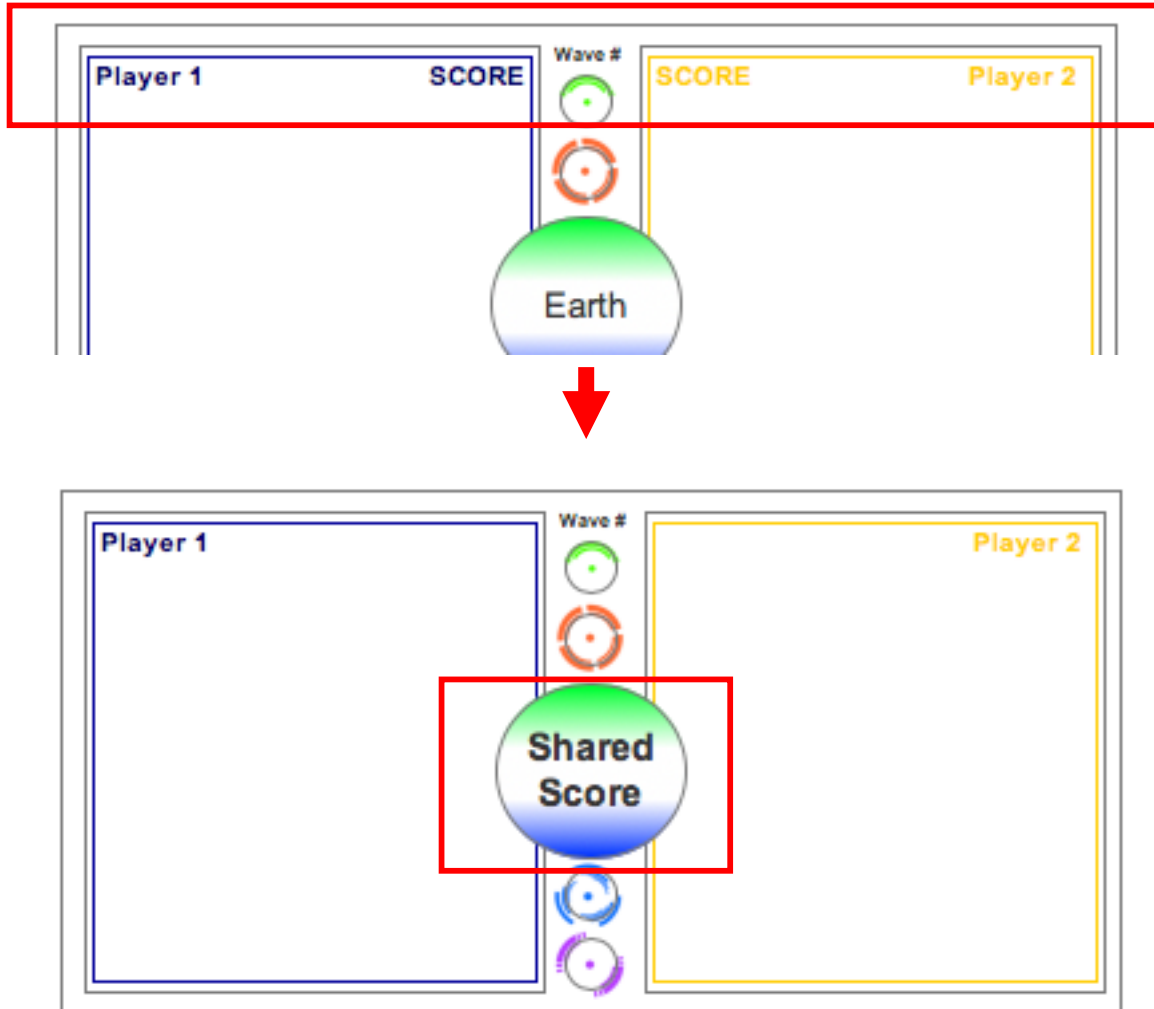 Wave #
Player 1 SCORE SCORE Player 2
Earth
Wave #
Player 1 Player 2
Shared
Score